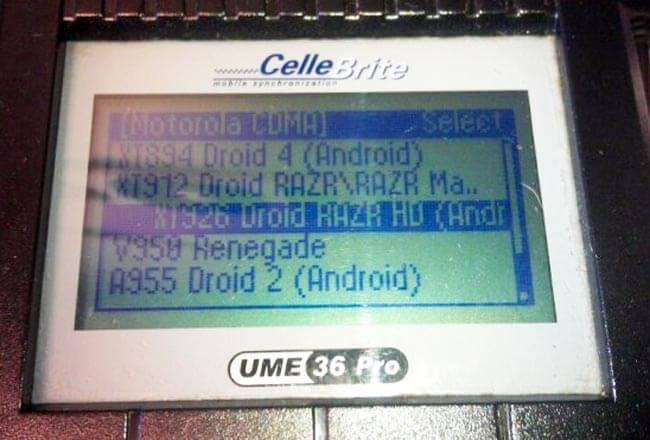 CelleBrite
mobile synchronization
[Motorola CDMA] Select
XT894 Droid 4 (Android)
XT912 Droid RAZR\RAZR Ma..
XT926 Droid RAZR HD (Andr
V950 Renegade
A955 Droid 2 (Android)
UME 36 Pro